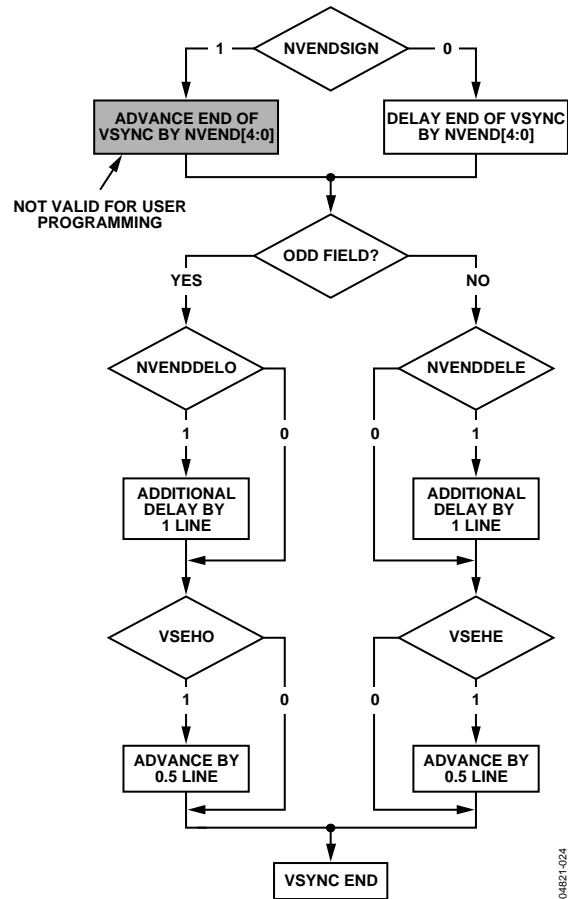 NVENDSIGN
1
0
ADVANCE END OF
VSYNC BY NVEND[4:0]
DELAY END OF VSYNC
BY NVEND[4:0]
NOT VALID FOR USER
PROGRAMMING
ODD FIELD?
YES
NO
NVENDDELO
NVENDDELE
1
0
0
1
ADDITIONAL
DELAY BY
1 LINE
ADDITIONAL
DELAY BY
1 LINE
VSEHO
VSEHE
1
0
0
1
ADVANCE BY
0.5 LINE
ADVANCE BY
0.5 LINE
VSYNC END
04821-024